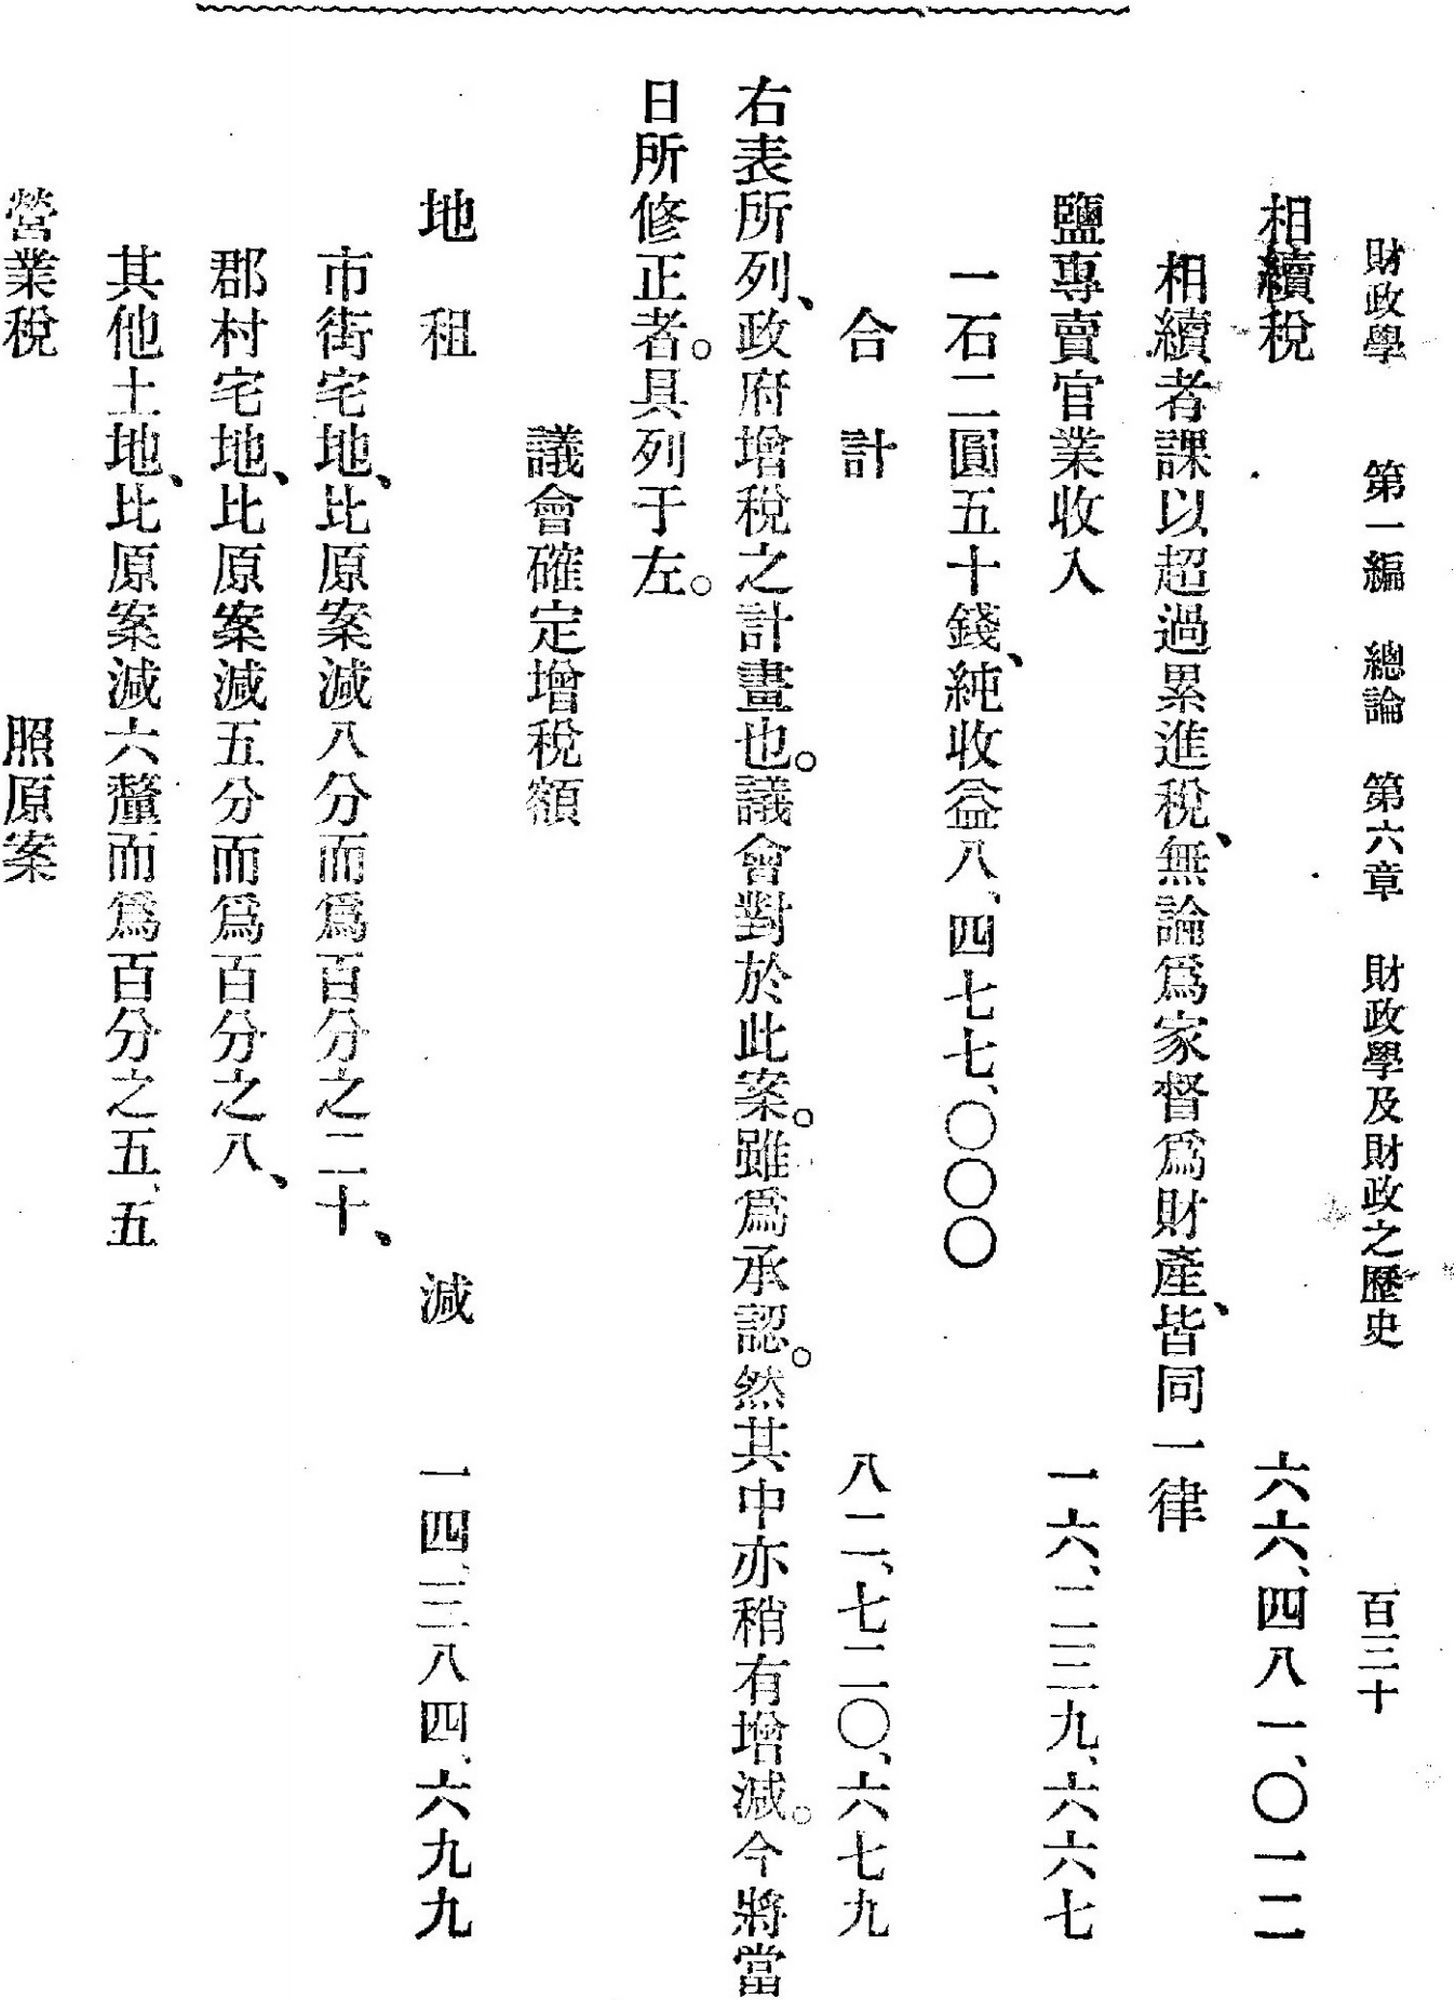 財政學　第一編　總論　第六章　財政學及財政之歷史　百三十
相續稅　六六、四八一、〇一二
相續者課以超過累進稅、無論爲家督爲財產、皆同一律
鹽專賣官業收入　一六、二三九、六六七
一石二圓五十錢、純收益八、四七七、〇〇〇
合計　八二、七二〇、六七九
右表所列、政府增稅之計畫也。議會對於此案。雖爲承認。然其中亦稍有增減。今將當
日所修正者。具列于左。
議會確定增稅額
地租　減　一四、三八四、六九九
市街宅地、比原案減八分而爲百分之二十、
郡村宅地、比原案減五分而爲百分之八、
其他土地、比原案減六釐而爲百分之五、五
營業稅　照原案